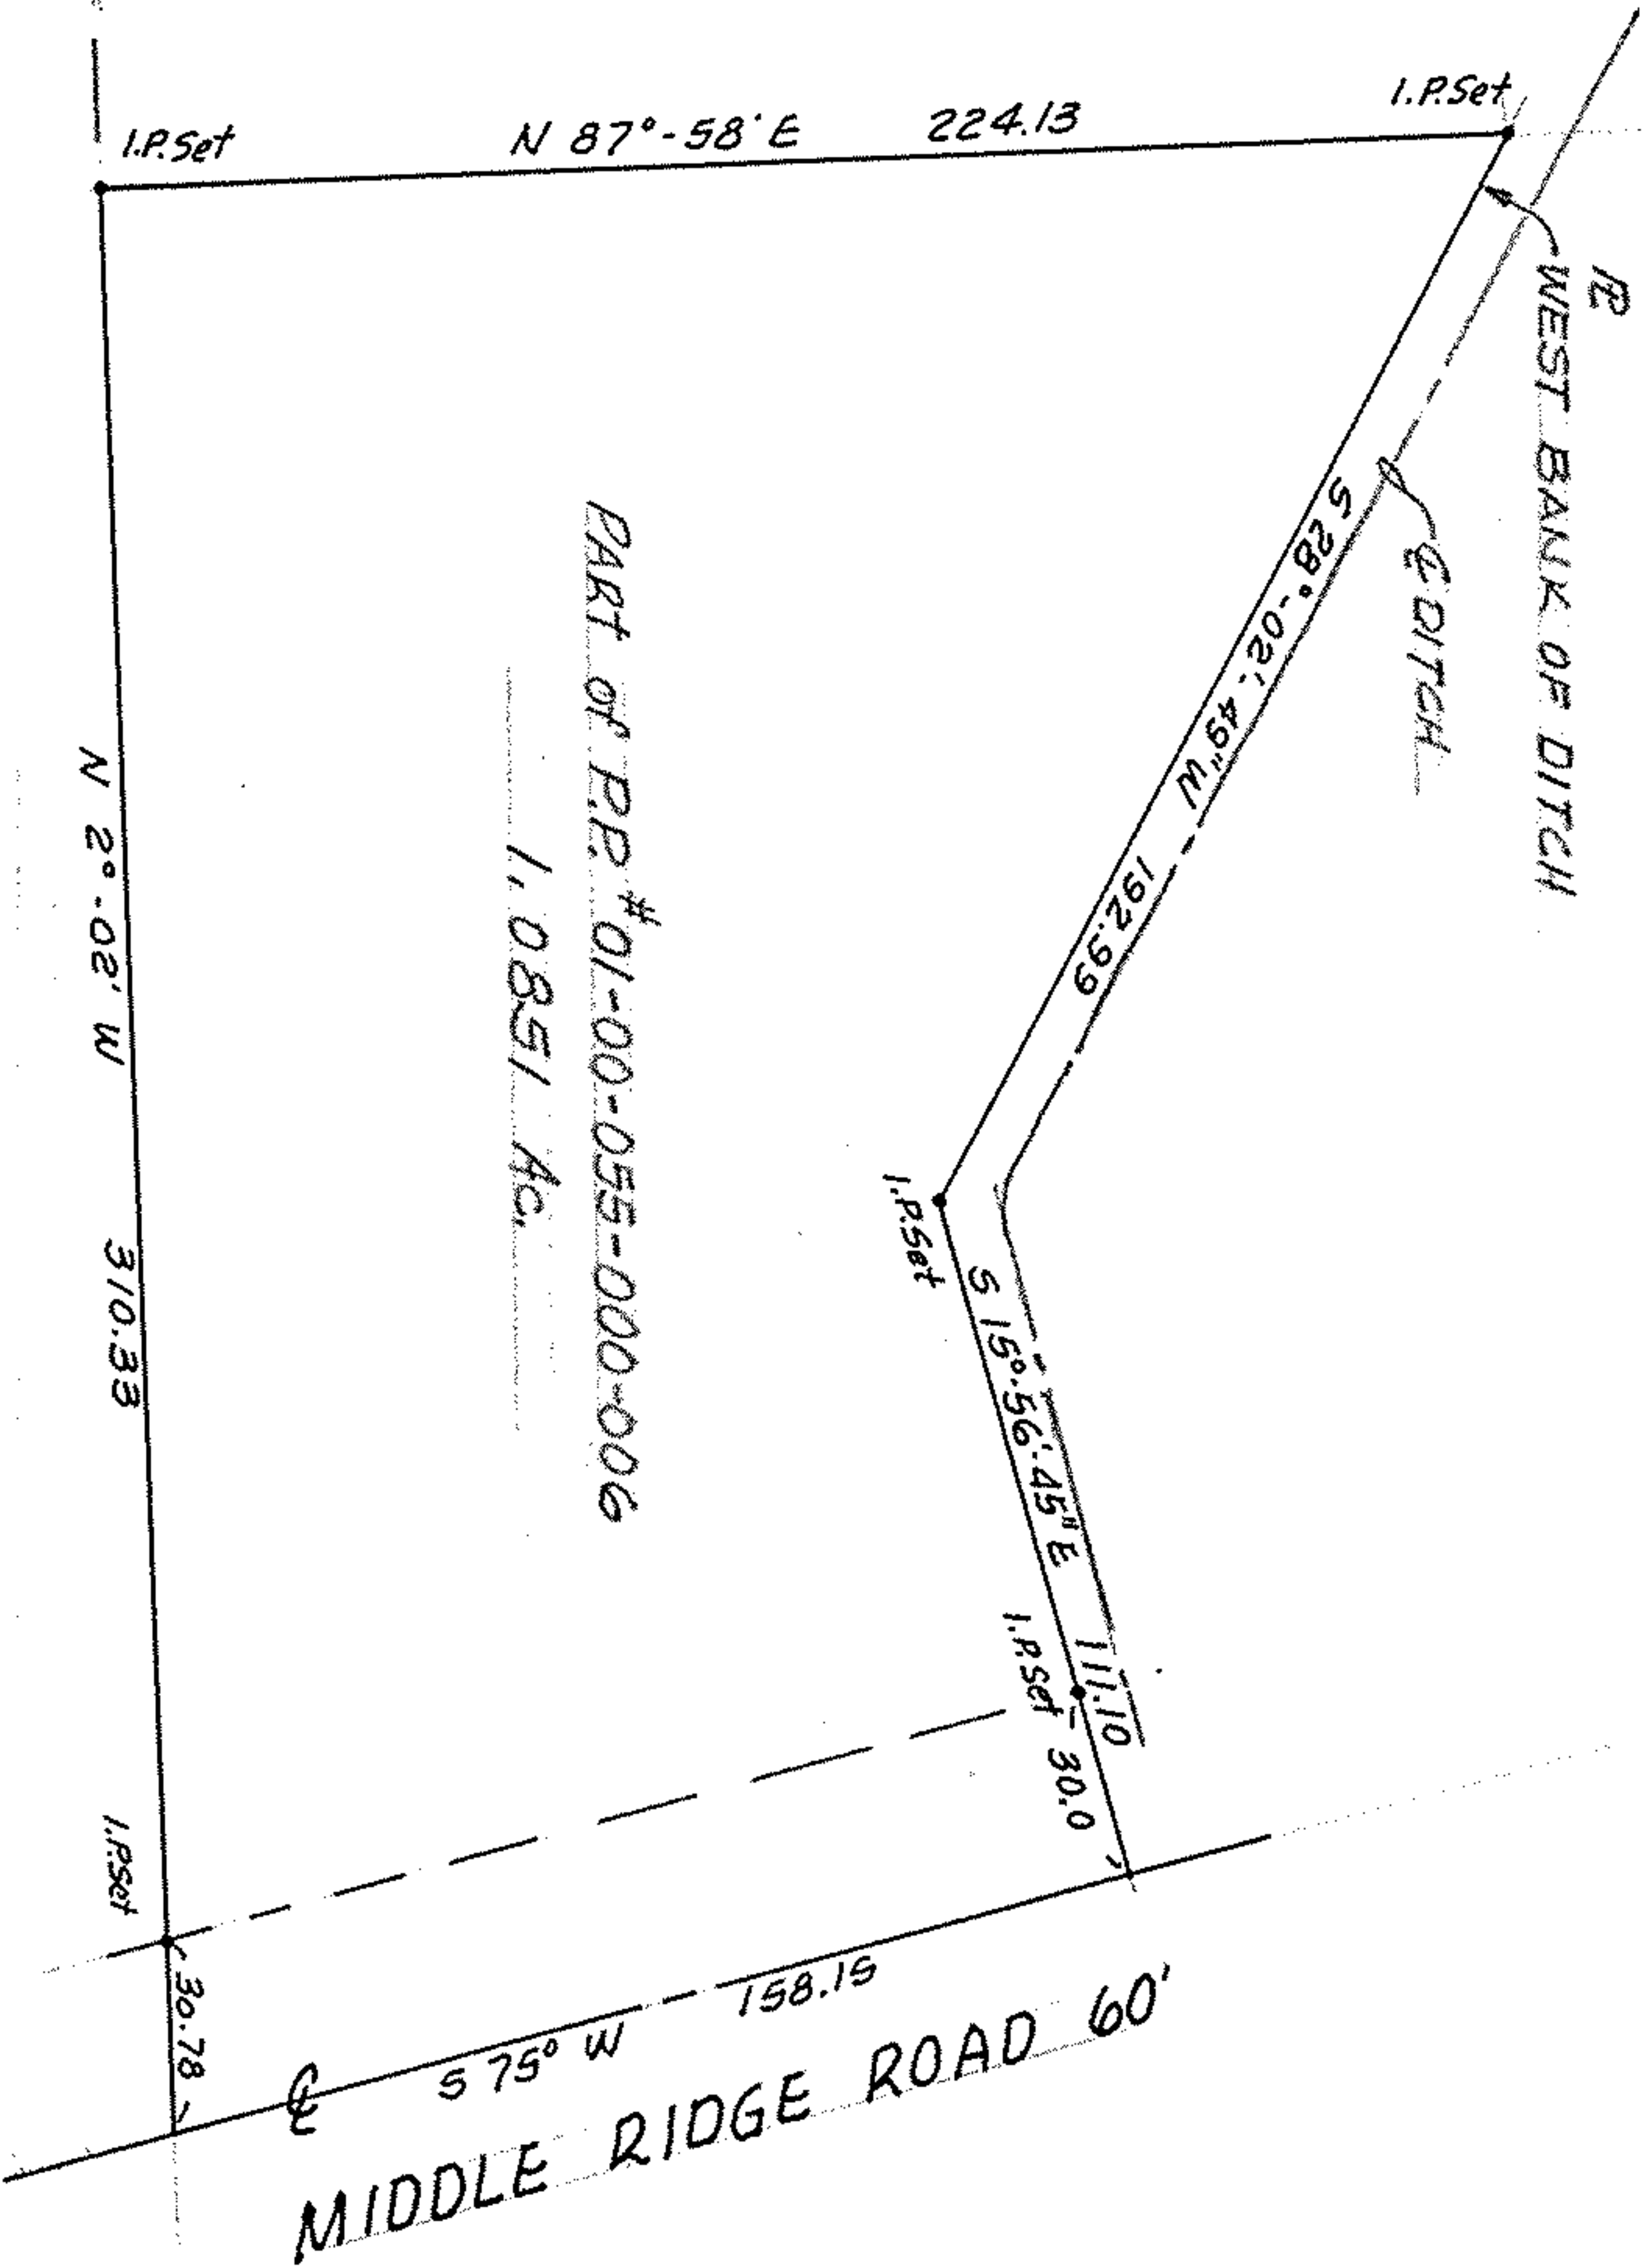 I.P.Set
N 87°-58' E 224.13
I.P.Set
℄ DITCH
WEST BANK OF DITCH
S 28°-02'-49" W 192.99
I.P.Set
S 15°-56'-45" E 111.10
I.P.Set
30.0
PART of P.P. #01-00-055-000-006
1.0851 Ac.
N 2°-02' W 310.33
I.P.Set
30.78
℄
S 75° W 158.15
MIDDLE RIDGE ROAD 60'